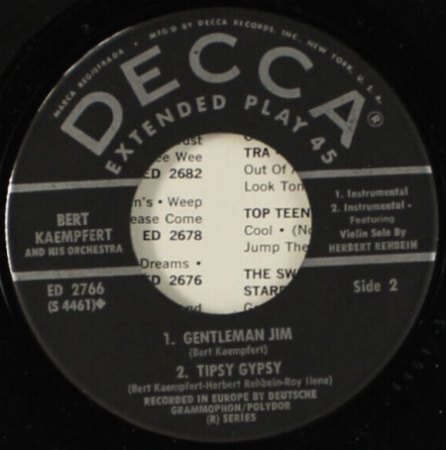 MARCA REGISTRADA • MFG'D BY DECCA RECORDS, INC., NEW YORK, U.S.A.
DECCA®
EXTENDED PLAY 45
BERT
KAEMPFERT
AND HIS ORCHESTRA
1. Instrumental
2. Instrumental -
Featuring
Violin Solo By
HERBERT REHBEIN
ED 2766
(S 4461)
Side 2
1. GENTLEMAN JIM
(Bert Kaempfert)
2. TIPSY GYPSY
(Bert Kaempfert-Herbert Rehbein-Roy Ilene)
RECORDED IN EUROPE BY DEUTSCHE
GRAMMOPHON/POLYDOR
(R) SERIES
ee Wee
ED 2682
n's • Weep
ease Come
ED 2678
Dreams •
D 2676
TRA
Out Of
Look Ton
TOP TEEN
Cool • (No
Jump The
THE SW
STARR